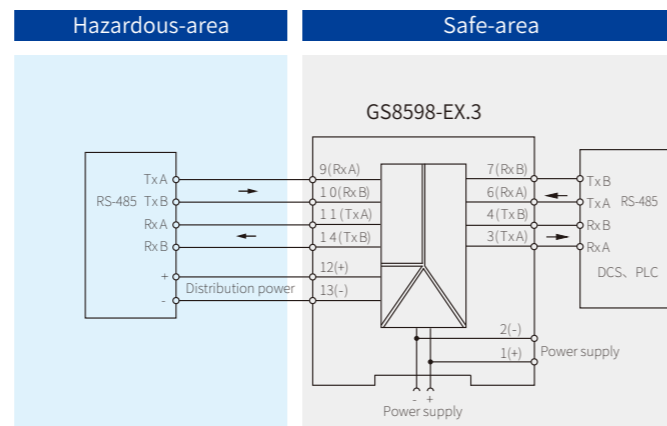 Hazardous-area
Safe-area
GS8598-EX.3
TxA
9(RxA)
7(RxB)
TxB
RS-485 TxB
10(RxB)
6(RxA)
TxA RS-485
RxA
11(TxA)
4(TxB)
RxB
RxB
14(TxB)
3(TxA)
RxA
DCS、PLC
+
12(+)
Distribution power
-
13(-)
2(-)
1(+)
Power supply
- +
Power supply